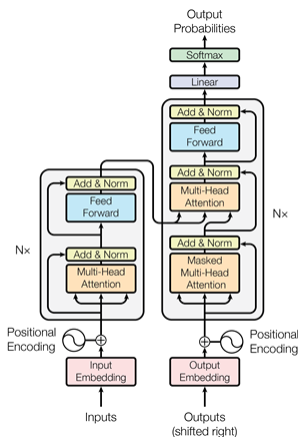 Output
Probabilities
Softmax
Linear
Add & Norm
Feed
Forward
Add & Norm
Multi-Head
Attention
Add & Norm
Masked
Multi-Head
Attention
N×
Positional
Encoding
Output
Embedding
Outputs
(shifted right)
Add & Norm
Feed
Forward
Add & Norm
Multi-Head
Attention
N×
Positional
Encoding
Input
Embedding
Inputs